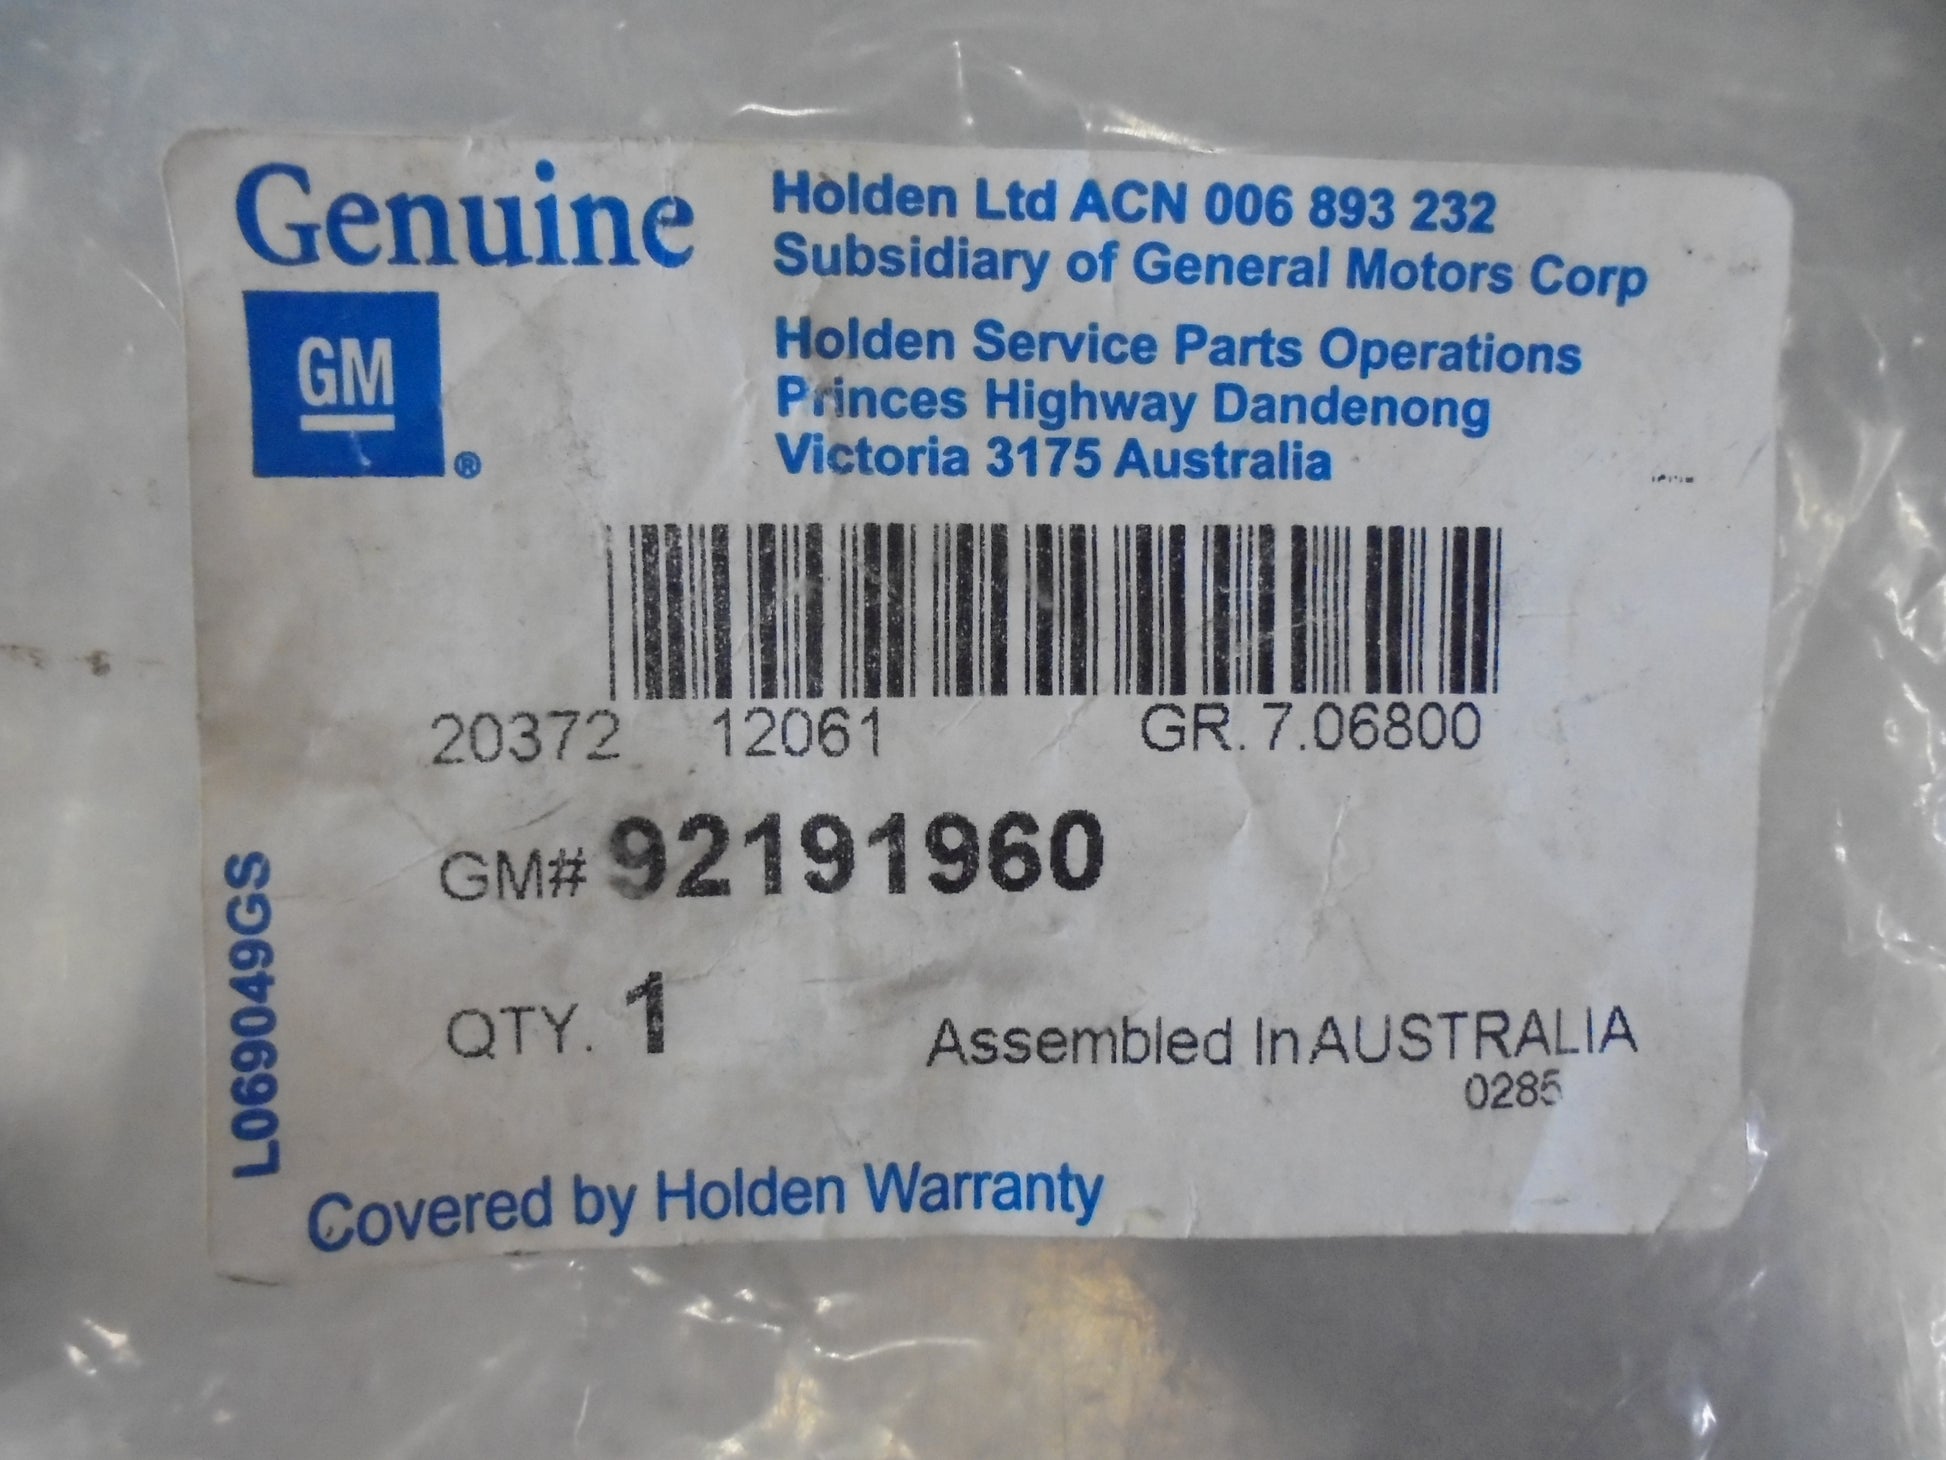 Genuine
GM
®
Holden Ltd ACN 006 893 232
Subsidiary of General Motors Corp
Holden Service Parts Operations
Princes Highway Dandenong
Victoria 3175 Australia
20372 12061 GR. 7.06800
GM# 92191960
QTY. 1
Assembled In AUSTRALIA
0285
L069049GS
Covered by Holden Warranty